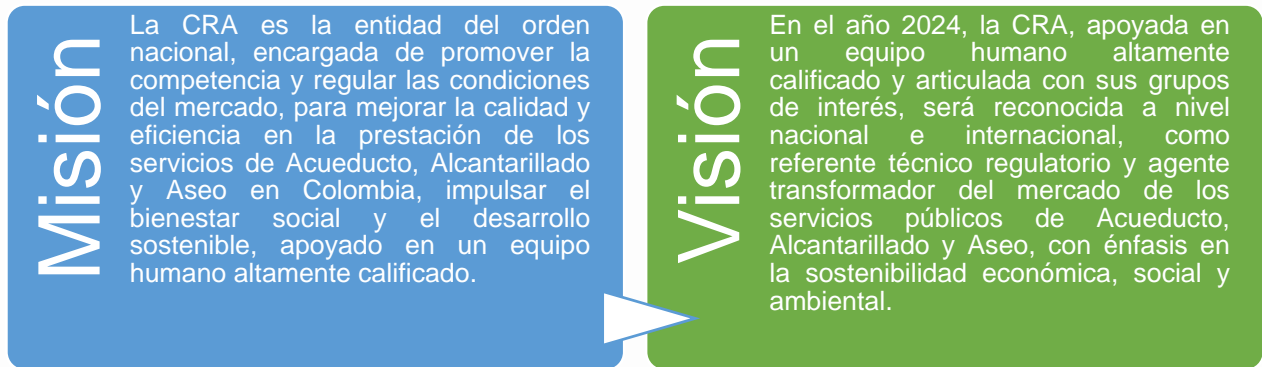 Misión
La CRA es la entidad del orden
nacional, encargada de promover la
competencia y regular las condiciones
del mercado, para mejorar la calidad y
eficiencia en la prestación de los
servicios de Acueducto, Alcantarillado
y Aseo en Colombia, impulsar el
bienestar social y el desarrollo
sostenible, apoyado en un equipo
humano altamente calificado.
Visión
En el año 2024, la CRA, apoyada en
un equipo humano altamente
calificado y articulada con sus grupos
de interés, será reconocida a nivel
nacional e internacional, como
referente técnico regulatorio y agente
transformador del mercado de los
servicios públicos de Acueducto,
Alcantarillado y Aseo, con énfasis en
la sostenibilidad económica, social y
ambiental.